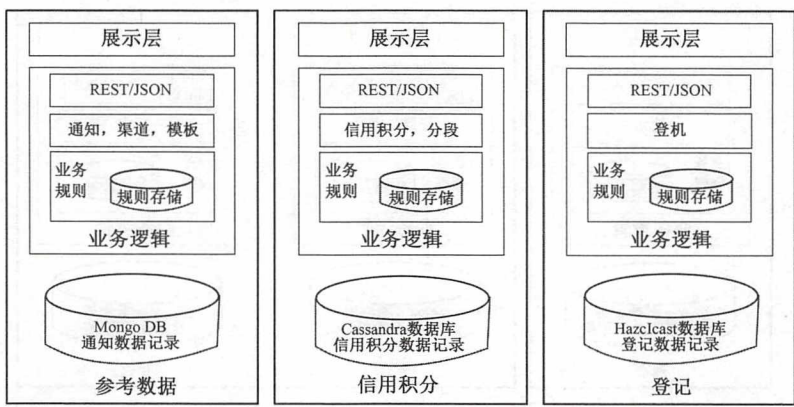 展示层
REST/JSON
通知，渠道，模板
业务
规则
规则存储
业务逻辑
Mongo DB
通知数据记录
参考数据
展示层
REST/JSON
信用积分，分段
业务
规则
规则存储
业务逻辑
Cassandra数据库
信用积分数据记录
信用积分
展示层
REST/JSON
登机
业务
规则
规则存储
业务逻辑
HazcIcast数据库
登记数据记录
登记